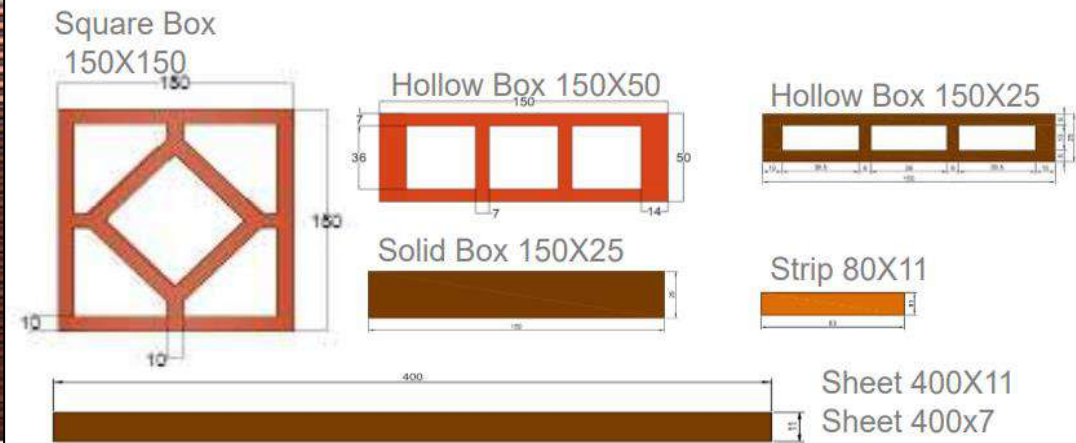 Square Box
150X150
150
150
10
10
Hollow Box 150X50
150
7
36
50
7
14
Hollow Box 150X25
Solid Box 150X25
Strip 80X11
400
11
Sheet 400X11
Sheet 400x7